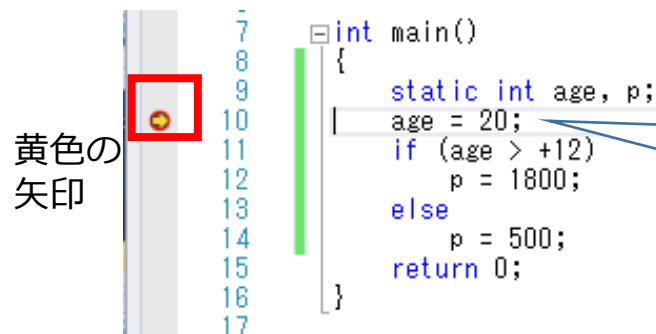 7 int main()
8 {
9 static int age, p;
10 age = 20;
11 if (age > +12)
12 p = 1800;
13 else
14 p = 500;
15 return 0;
16 }
17
黄色の
矢印